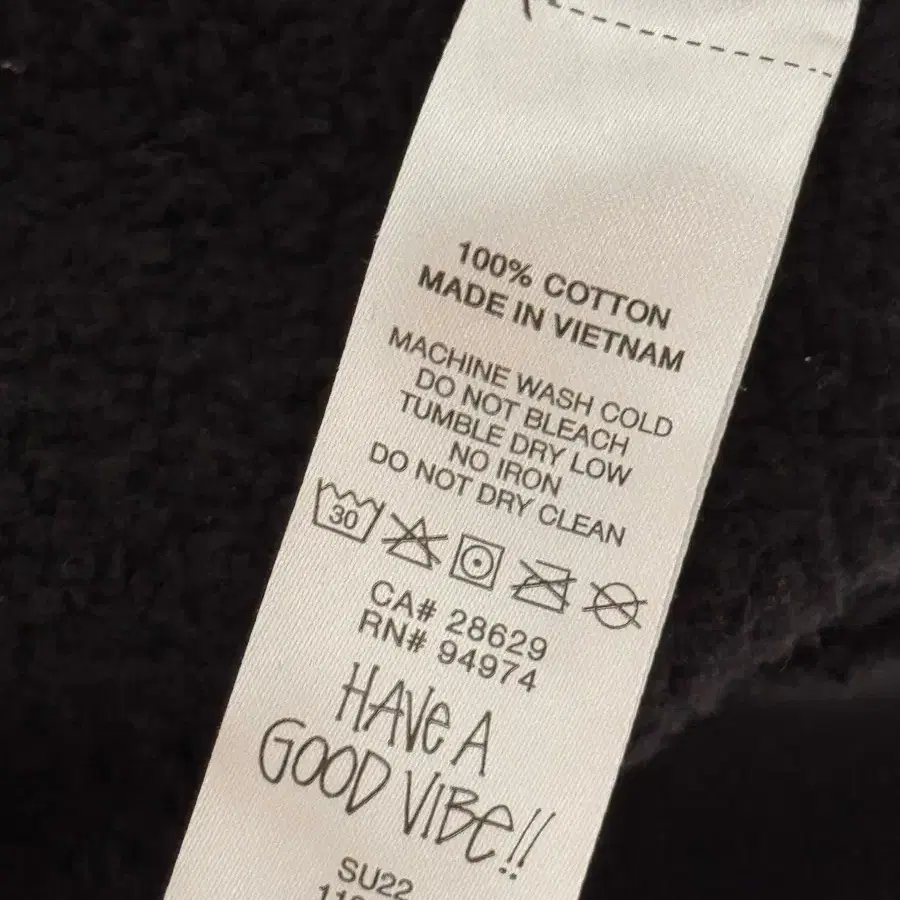 100% COTTON
MADE IN VIETNAM
MACHINE WASH COLD
DO NOT BLEACH
TUMBLE DRY LOW
NO IRON
DO NOT DRY CLEAN
30
CA# 28629
RN# 94974
HAVE A
GOOD VIBE!!
SU22